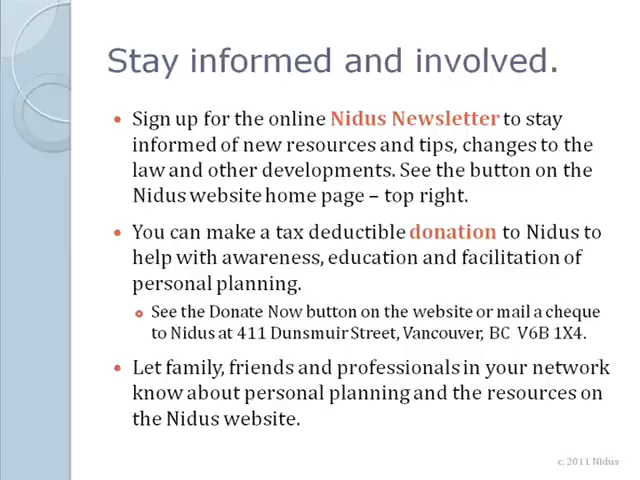 Stay informed and involved.
Sign up for the online Nidus Newsletter to stay
informed of new resources and tips, changes to the
law and other developments. See the button on the
Nidus website home page – top right.
You can make a tax deductible donation to Nidus to
help with awareness, education and facilitation of
personal planning.
See the Donate Now button on the website or mail a cheque
to Nidus at 411 Dunsmuir Street, Vancouver, BC V6B 1X4.
Let family, friends and professionals in your network
know about personal planning and the resources on
the Nidus website.
c. 2011 Nidus